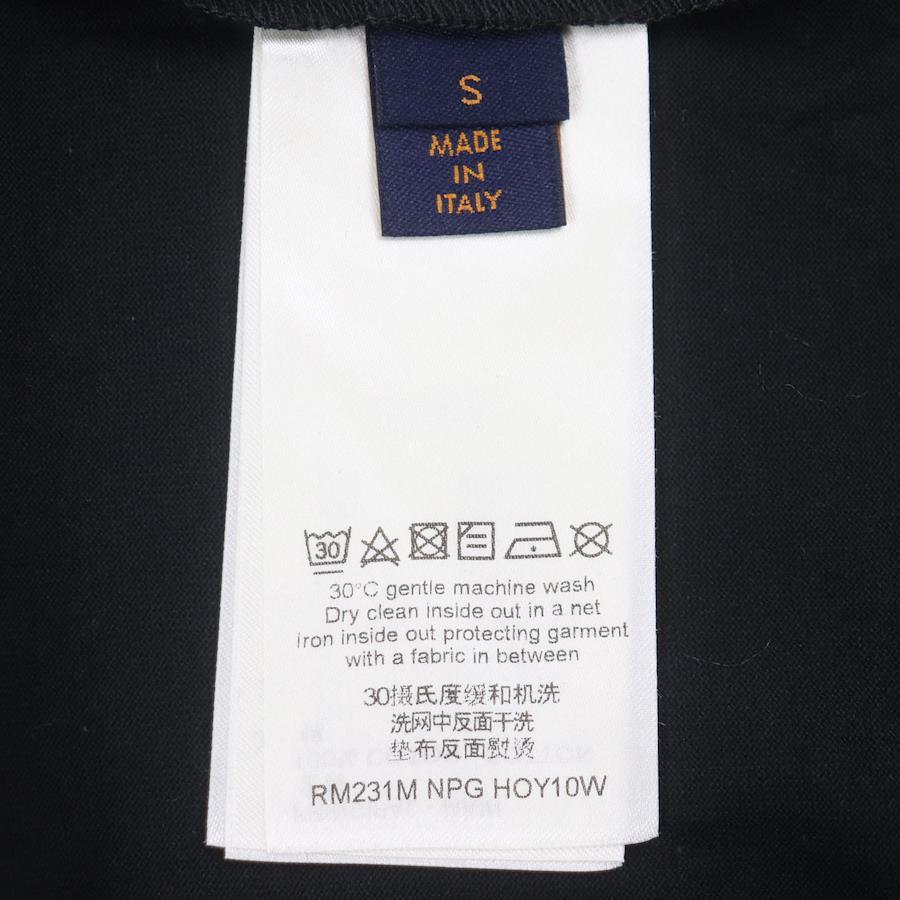 S
MADE
IN
ITALY
30
30°C gentle machine wash
Dry clean inside out in a net
Iron inside out protecting garment
with a fabric in between
30摄氏度缓和机洗
洗网中反面干洗
垫布反面熨烫
RM231M NPG HOY10W